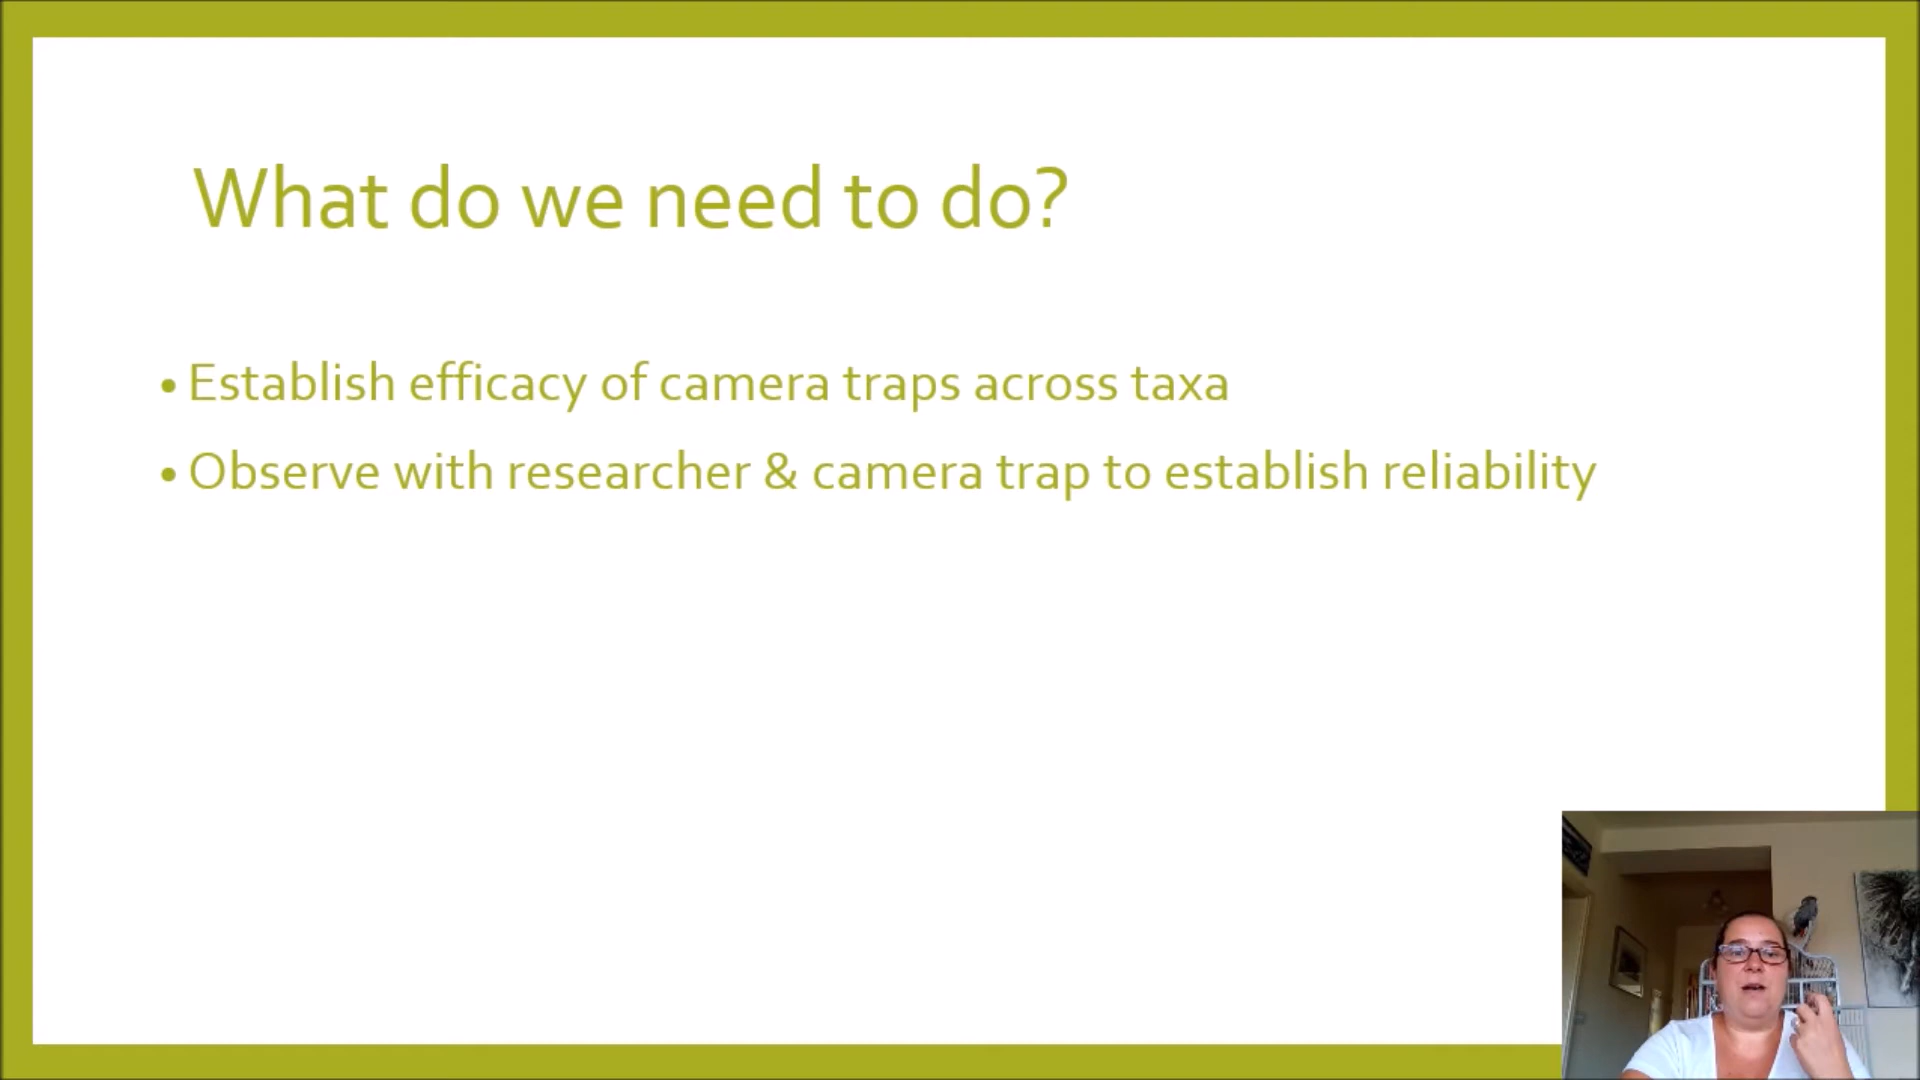 What do we need to do?
• Establish efficacy of camera traps across taxa
• Observe with researcher & camera trap to establish reliability